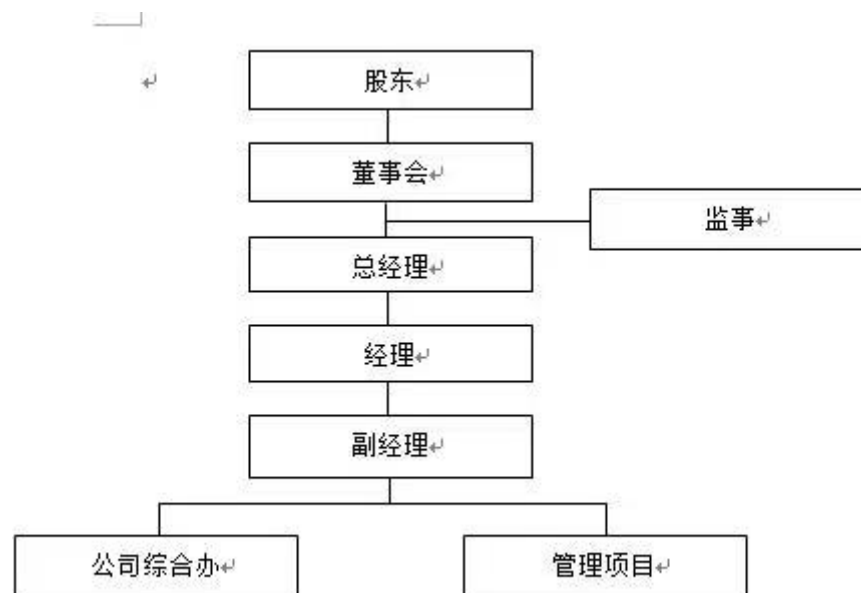 股东
董事会
监事
总经理
经理
副经理
公司综合办
管理项目